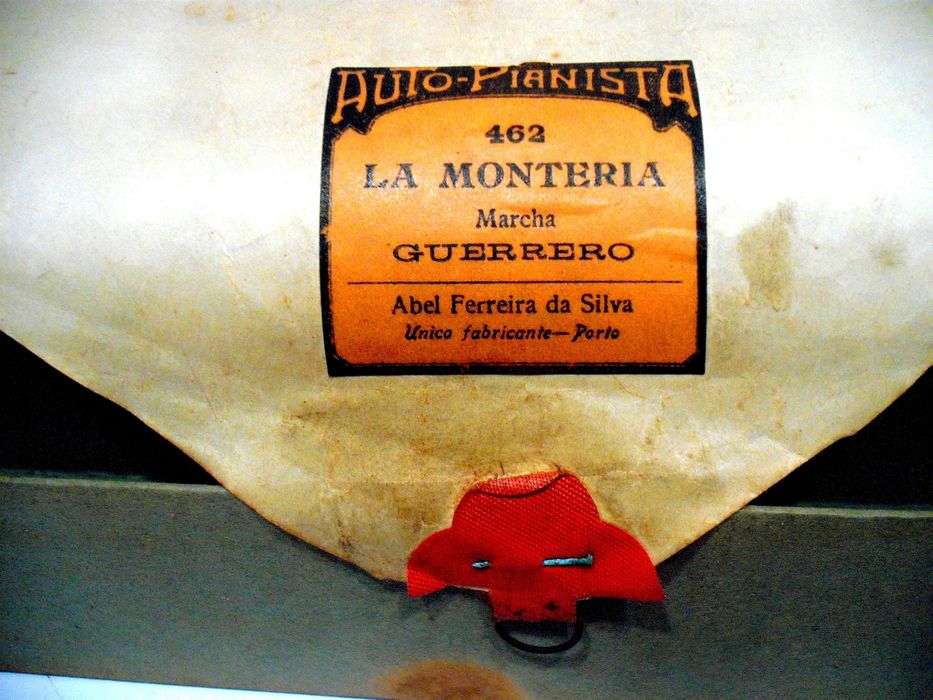 AUTO-PIANISTA
462
LA MONTERIA
Marcha
GUERRERO
Abel Ferreira da Silva
Unico fabricante—Porto